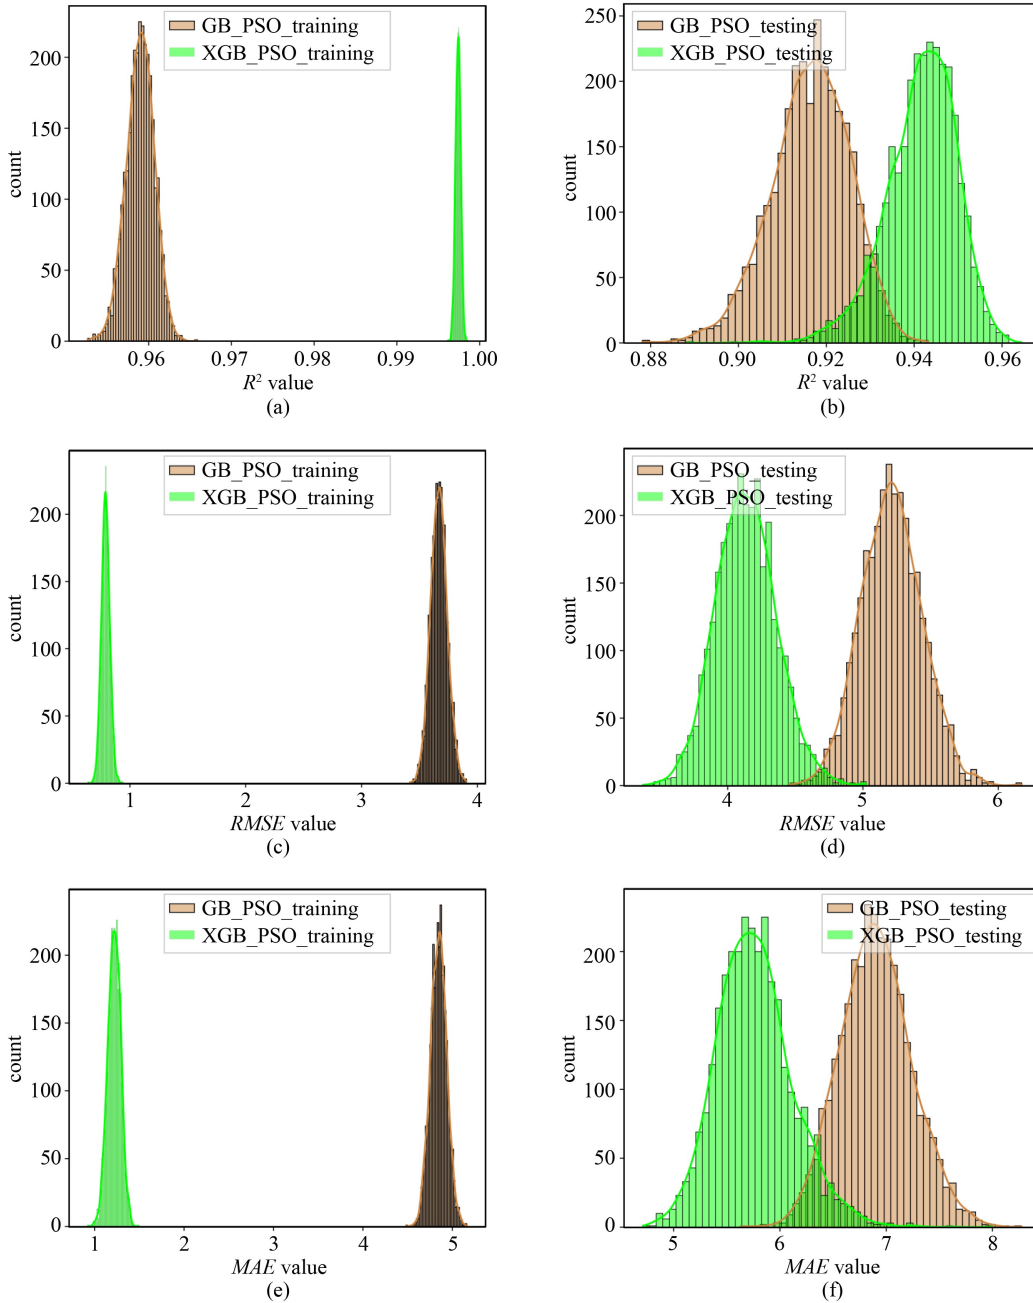 GB_PSO_training
XGB_PSO_training
count
200
150
100
50
0
0.96
0.97
0.98
0.99
1.00
R² value
(a)
GB_PSO_testing
XGB_PSO_testing
count
250
200
150
100
50
0
0.88
0.90
0.92
0.94
0.96
R² value
(b)
GB_PSO_training
XGB_PSO_training
count
200
150
100
50
0
1
2
3
4
RMSE value
(c)
GB_PSO_testing
XGB_PSO_testing
count
200
150
100
50
0
4
5
6
RMSE value
(d)
GB_PSO_training
XGB_PSO_training
count
200
150
100
50
0
1
2
3
4
5
MAE value
(e)
GB_PSO_testing
XGB_PSO_testing
count
200
150
100
50
0
5
6
7
8
MAE value
(f)